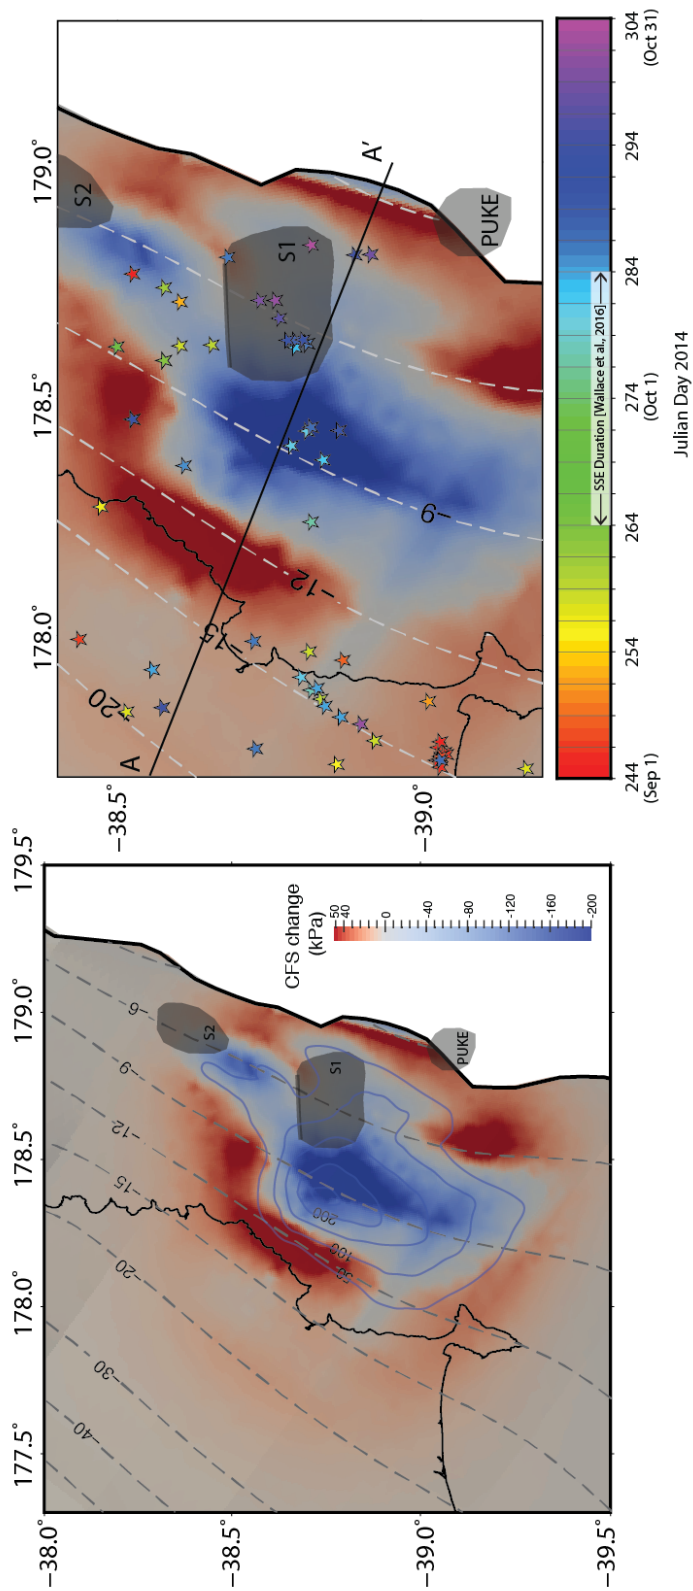 177.5°
178.0°
178.5°
179.0°
179.5°
−38.0°
−38.5°
−39.0°
−39.5°
−40
−30
−20
−15
−12
−9
−6
200
100
50
S2
S1
PUKE
CFS change
(kPa)
50
40
0
-40
-80
-120
-160
-200
178.0°
178.5°
179.0°
−38.5°
−39.0°
A
A'
−20
−15
−12
−9
S2
S1
PUKE
SSE Duration [Wallace et al., 2016]
244
254
264
274
284
294
304
(Sep 1)
(Oct 1)
(Oct 31)
Julian Day 2014